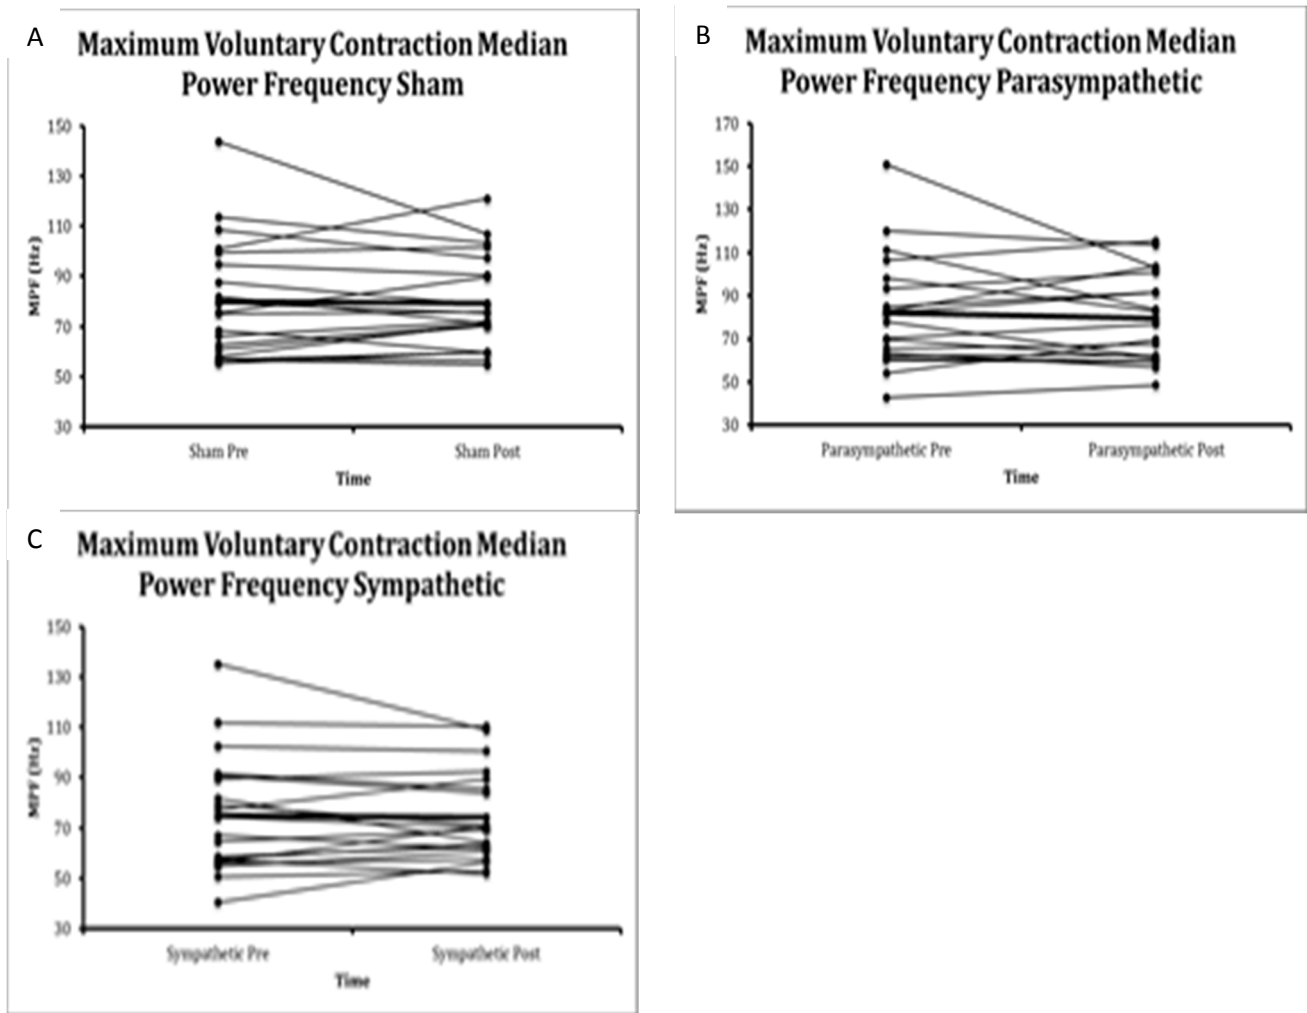 A
Maximum Voluntary Contraction Median
Power Frequency Sham
150
130
110
90
70
50
30
MPF (Hz)
Sham Pre
Sham Post
Time
B
Maximum Voluntary Contraction Median
Power Frequency Parasympathetic
170
150
130
110
90
70
50
30
MPF (Hz)
Parasympathetic Pre
Parasympathetic Post
Time
C
Maximum Voluntary Contraction Median
Power Frequency Sympathetic
150
130
110
90
70
50
30
MPF (Hz)
Sympathetic Pre
Sympathetic Post
Time